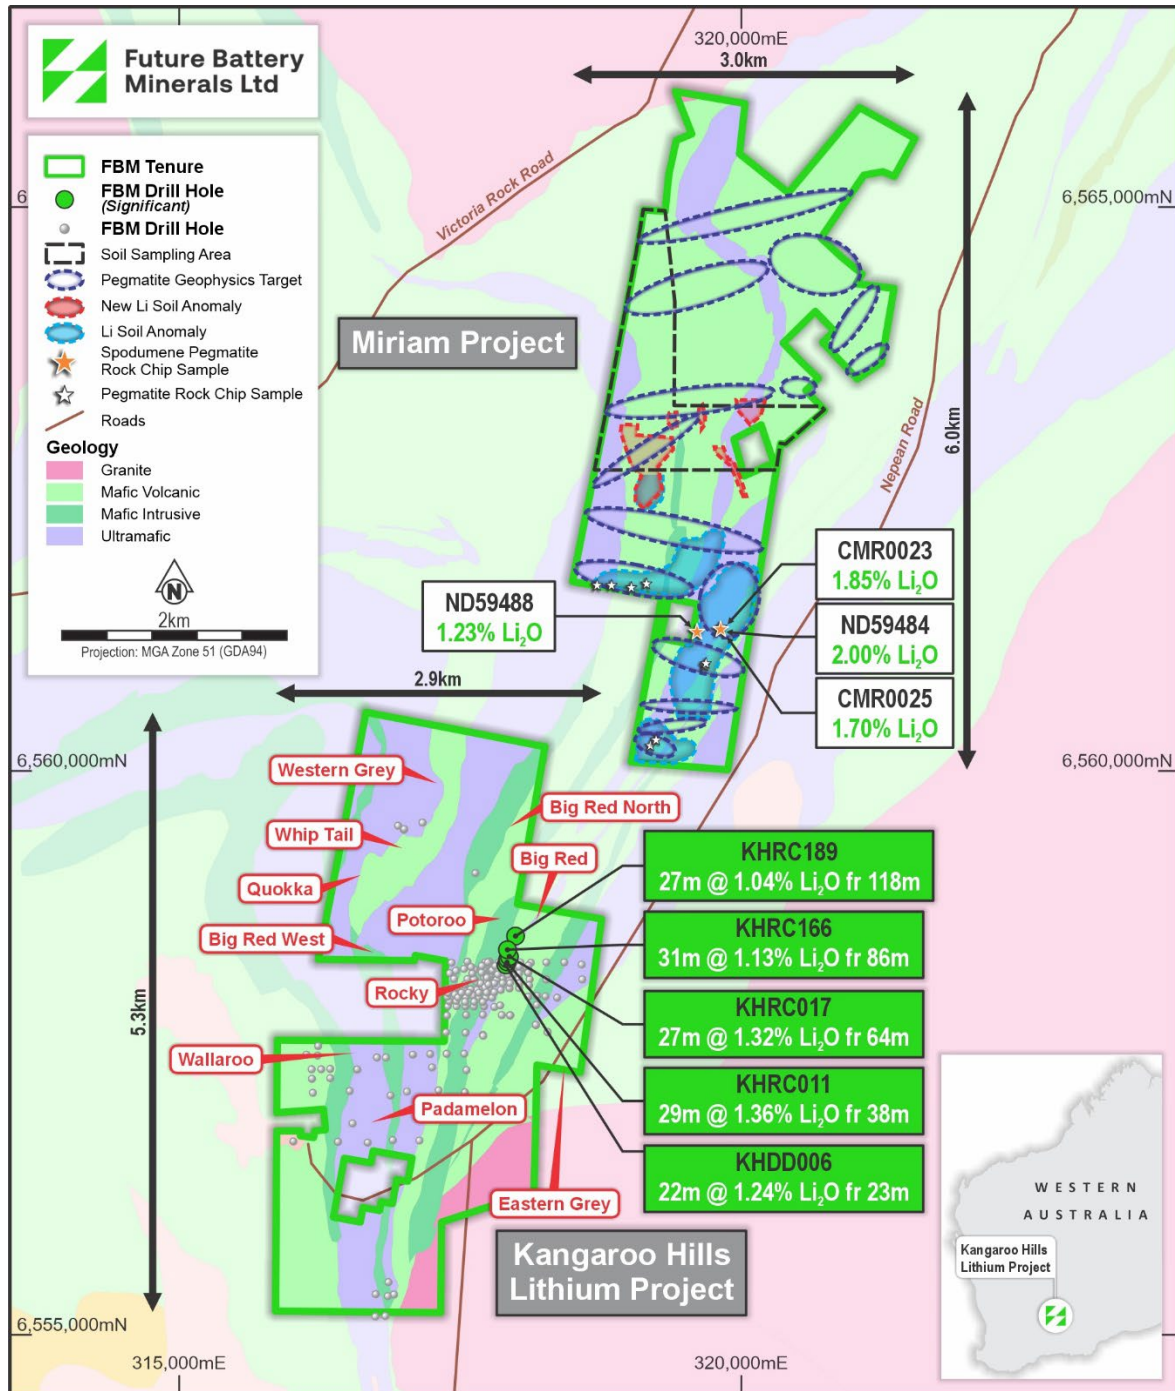 Future Battery
Minerals Ltd
FBM Tenure
FBM Drill Hole
(Significant)
FBM Drill Hole
Soil Sampling Area
Pegmatite Geophysics Target
New Li Soil Anomaly
Li Soil Anomaly
Spodumene Pegmatite
Rock Chip Sample
Pegmatite Rock Chip Sample
Roads
Geology
Granite
Mafic Volcanic
Mafic Intrusive
Ultramafic
N
2km
Projection: MGA Zone 51 (GDA94)
320,000mE
3.0km
6,565,000mN
Victoria Rock Road
Miriam Project
Nepean Road
6.0km
CMR0023
1.85% Li₂O
ND59488
1.23% Li₂O
ND59484
2.00% Li₂O
CMR0025
1.70% Li₂O
2.9km
6,560,000mN
6,560,000mN
Western Grey
Big Red North
Whip Tail
Big Red
Quokka
Potoroo
Big Red West
Rocky
5.3km
Wallaroo
Padamelon
Eastern Grey
KHRC189
27m @ 1.04% Li₂O fr 118m
KHRC166
31m @ 1.13% Li₂O fr 86m
KHRC017
27m @ 1.32% Li₂O fr 64m
KHRC011
29m @ 1.36% Li₂O fr 38m
KHDD006
22m @ 1.24% Li₂O fr 23m
Kangaroo Hills
Lithium Project
WESTERN
AUSTRALIA
Kangaroo Hills
Lithium Project
6,555,000mN
315,000mE
320,000mE